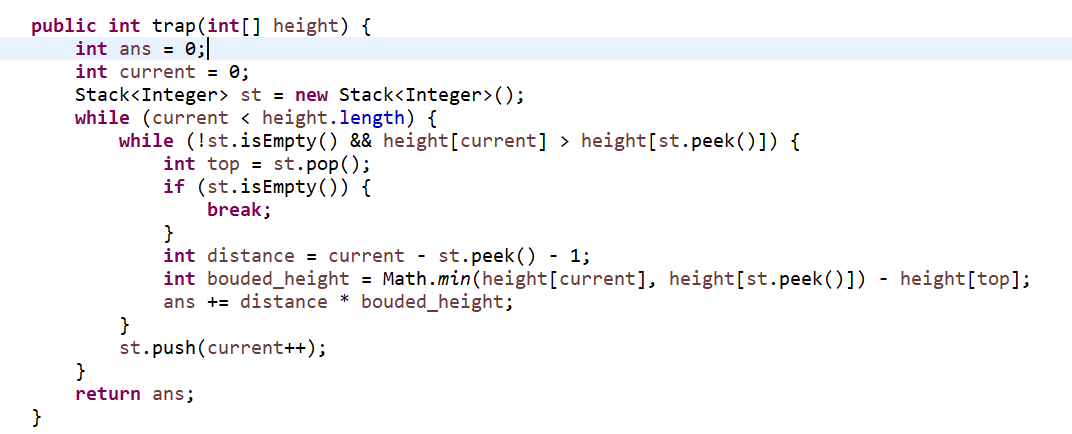 public int trap(int[] height) {
    int ans = 0;
    int current = 0;
    Stack<Integer> st = new Stack<Integer>();
    while (current < height.length) {
        while (!st.isEmpty() && height[current] > height[st.peek()]) {
            int top = st.pop();
            if (st.isEmpty()) {
                break;
            }
            int distance = current - st.peek() - 1;
            int bouded_height = Math.min(height[current], height[st.peek()]) - height[top];
            ans += distance * bouded_height;
        }
        st.push(current++);
    }
    return ans;
}